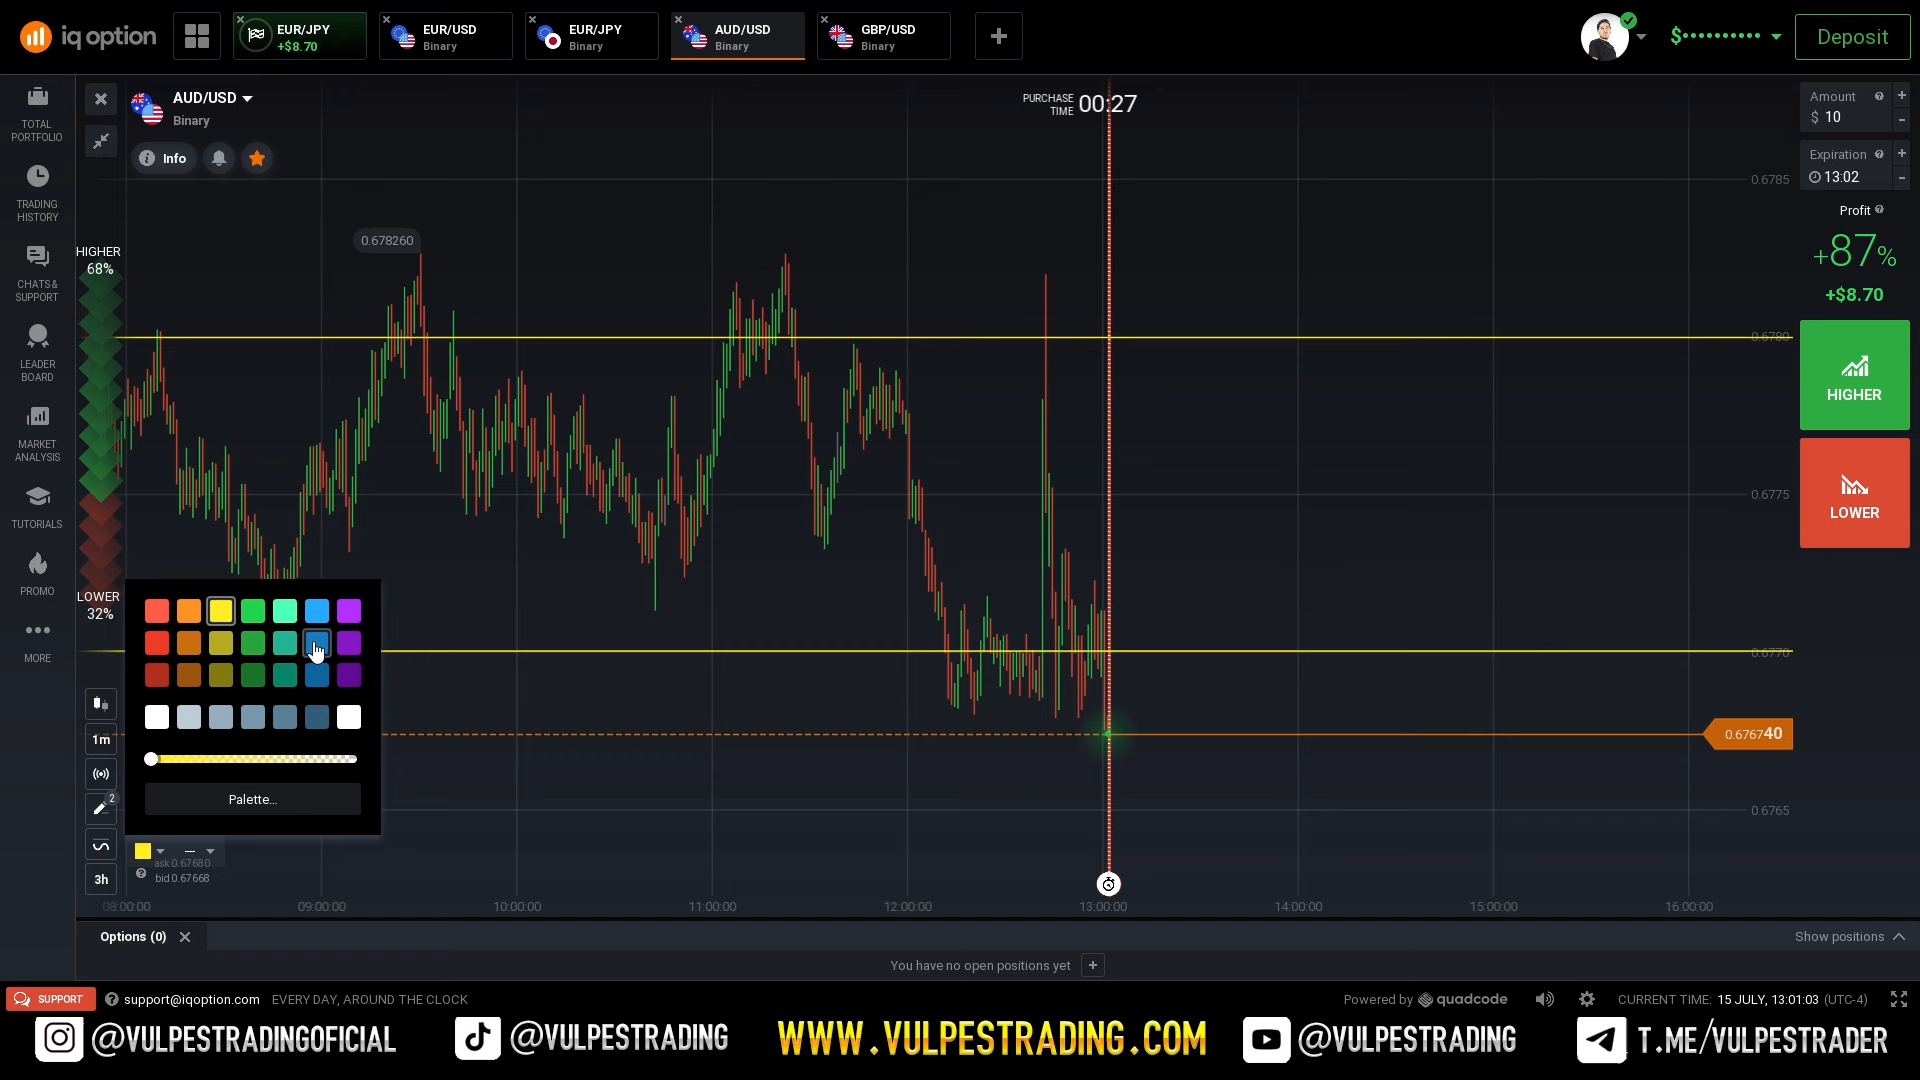 iq option
EUR/JPY
+$8.70
EUR/USD
Binary
EUR/JPY
Binary
AUD/USD
Binary
GBP/USD
Binary
$••••••••••
Deposit
TOTAL
PORTFOLIO
TRADING
HISTORY
CHATS &
SUPPORT
LEADER
BOARD
MARKET
ANALYSIS
TUTORIALS
PROMO
MORE
AUD/USD
Binary
Info
PURCHASE
TIME
00:27
HIGHER
68%
LOWER
32%
0.678260
0.6785
0.6780
0.6775
0.6770
0.676740
0.6765
Amount
$ 10
Expiration
13:02
Profit
+87%
+$8.70
HIGHER
LOWER
Palette...
1m
2
3h
ask 0.67680
bid 0.67668
08:00:00
09:00:00
10:00:00
11:00:00
12:00:00
13:00:00
14:00:00
15:00:00
16:00:00
Options (0)
Show positions
You have no open positions yet
SUPPORT
support@iqoption.com EVERY DAY, AROUND THE CLOCK
Powered by quadcode
CURRENT TIME: 15 JULY, 13:01:03 (UTC-4)
@VULPESTRADINGOFICIAL
@VULPESTRADING
WWW.VULPESTRADING.COM
@VULPESTRADING
T.ME/VULPESTRADER